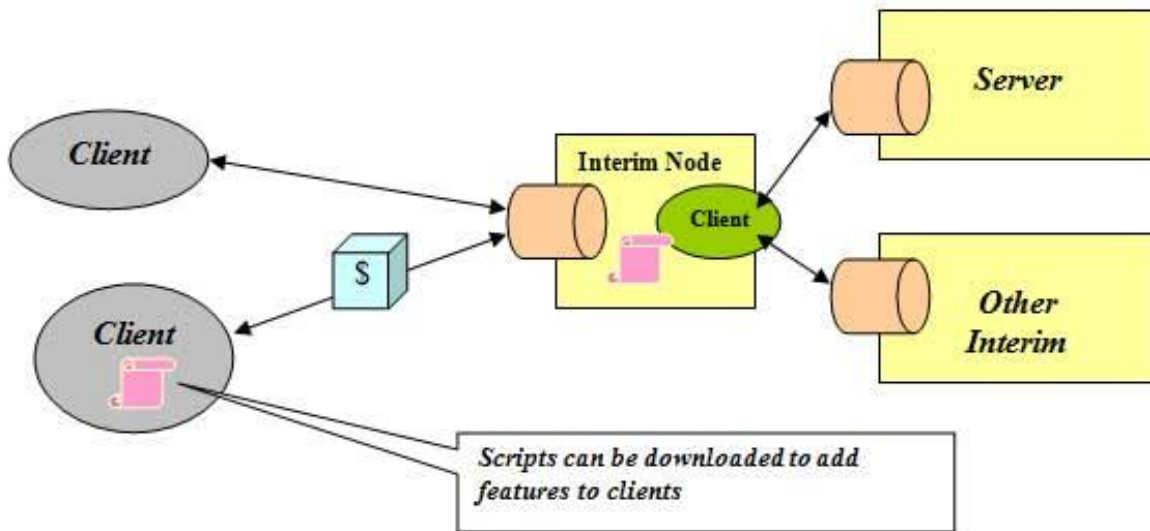 Server
Client
Interim Node
Client
$
Client
Other
Interim
Scripts can be downloaded to add
features to clients